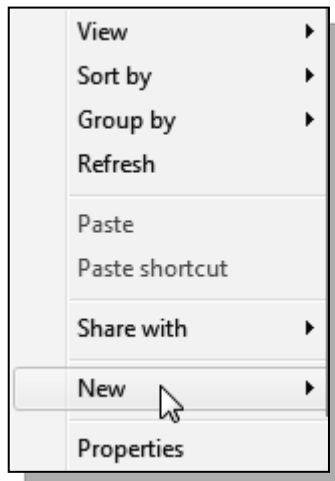 View
Sort by
Group by
Refresh
Paste
Paste shortcut
Share with
New
Properties